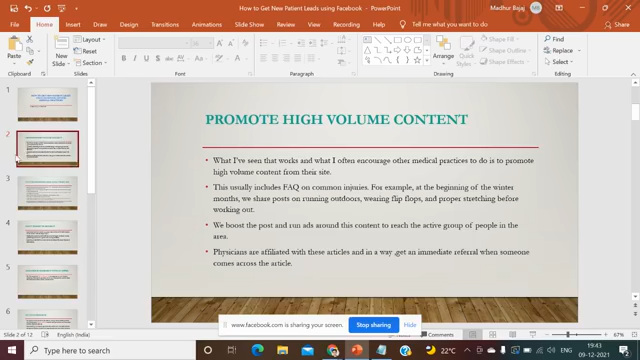 How to Get New Patient Leads using Facebook - PowerPoint
Madhur Bajaj
MB
File Home Insert Draw Design Transitions Animations Slide Show Review View Recording Help Tell me what you want to do
Share
Paste
New Slide
Layout
Reset
Section
Arrange
Shape Fill
Shape Outline
Shape Effects
Find
Replace
Select
Clipboard Slides Font Editing
1
2
3
4
5
6
PROMOTE HIGH VOLUME CONTENT
• What I've seen that works and what I often encourage other medical practices to do is to promote
high volume content from their site.
• This usually includes FAQ on common injuries. For example, at the beginning of the winter
months, we share posts on running outdoors, wearing flip flops, and proper stretching before
working out.
• We boost the post and run ads around this content to reach the active group of people in the
area.
• Physicians are affiliated with these articles and in a way get an immediate referral when someone
comes across the article.
www.facebook.com is sharing your screen. Stop sharing Hide
Slide 2 of 12 English (India) Comments 67%
Type here to search
22°C ENG
19:43
09-12-2021